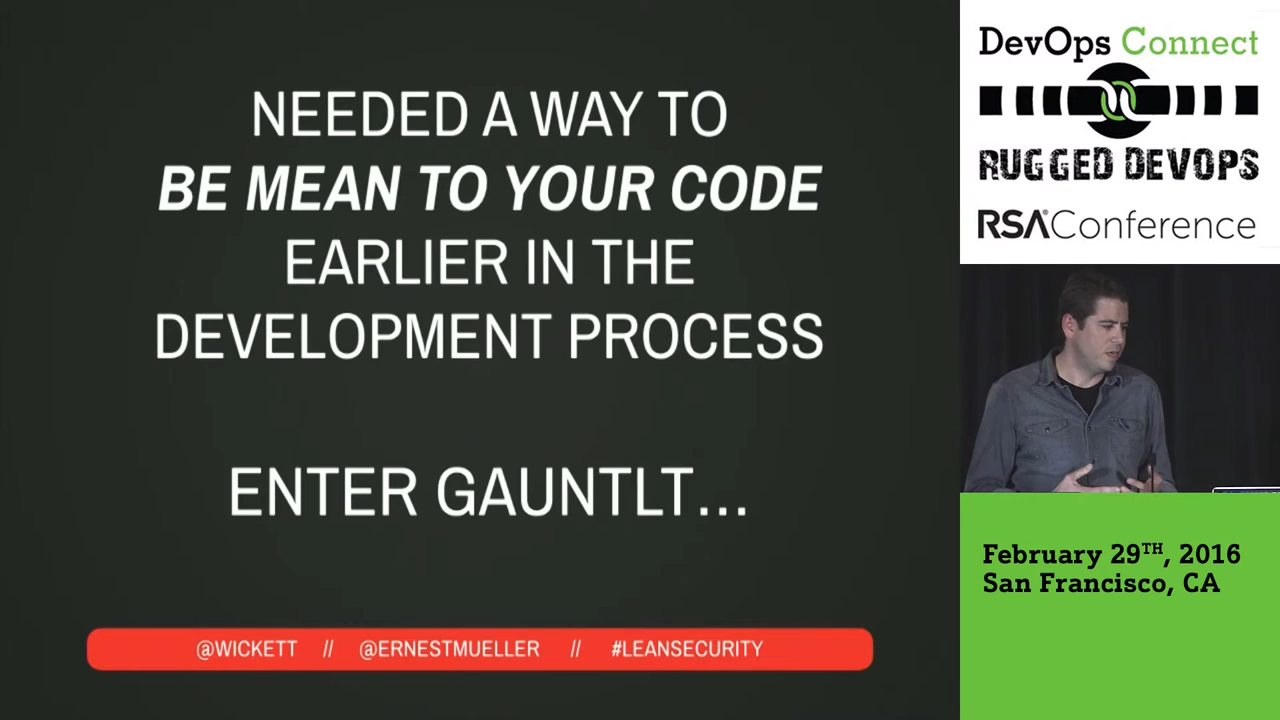 NEEDED A WAY TO
BE MEAN TO YOUR CODE
EARLIER IN THE
DEVELOPMENT PROCESS
ENTER GAUNTLT...
@WICKETT // @ERNESTMUELLER // #LEANSECURITY
DevOps Connect
RUGGED DEVOPS
RSAConference
February 29TH, 2016
San Francisco, CA